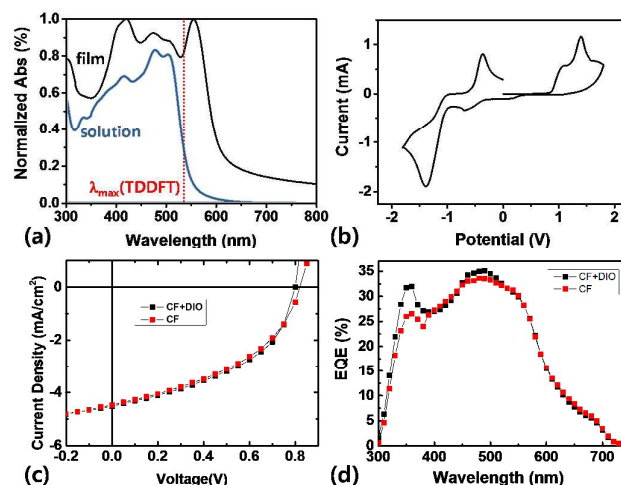 Normalized Abs (%)
1.0
0.8
0.6
0.4
0.2
0.0
film
solution
λmax(TDDFT)
300 400 500 600 700 800
(a)
Wavelength (nm)
Current (mA)
1
0
-1
-2
-2 -1 0 1 2
(b)
Potential (V)
Current Density (mA/cm²)
0
-2
-4
-6
CF+DIO
CF
-0.2 0.0 0.2 0.4 0.6 0.8
(c)
Voltage(V)
EQE (%)
35
30
25
20
15
10
5
0
CF+DIO
CF
300 400 500 600 700
(d)
Wavelength (nm)